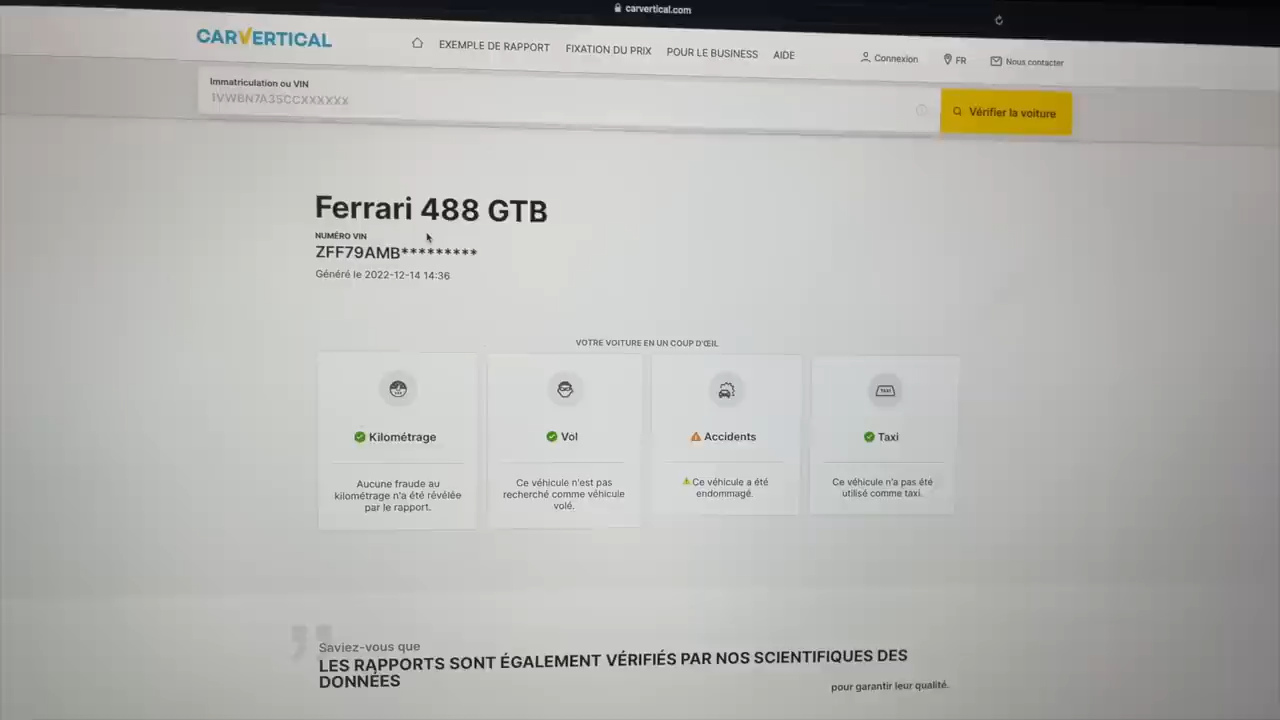 carvertical.com
CARVERTICAL
EXEMPLE DE RAPPORT
FIXATION DU PRIX
POUR LE BUSINESS
AIDE
Connexion
FR
Nous contacter
Immatriculation ou VIN
1VWBN7A35CCXXXXXX
Vérifier la voiture
Ferrari 488 GTB
NUMÉRO VIN
ZFF79AMB*********
Généré le 2022-12-14 14:36
VOTRE VOITURE EN UN COUP D'ŒIL
Kilométrage
Aucune fraude au
kilométrage n'a été révélée
par le rapport.
Vol
Ce véhicule n'est pas
recherché comme véhicule
volé.
Accidents
Ce véhicule a été
endommagé.
TAXI
Taxi
Ce véhicule n'a pas été
utilisé comme taxi.
Saviez-vous que
LES RAPPORTS SONT ÉGALEMENT VÉRIFIÉS PAR NOS SCIENTIFIQUES DES
DONNÉES
pour garantir leur qualité.